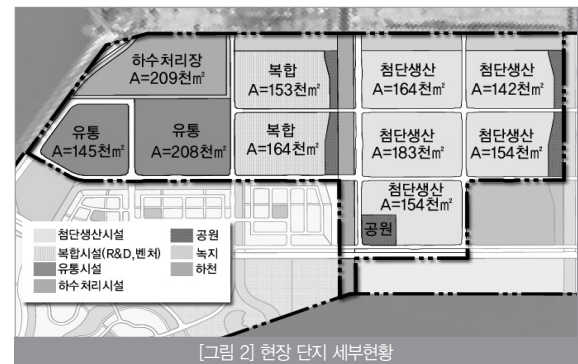 하수처리장
A=209천㎡
복합
A=153천㎡
첨단생산
A=164천㎡
첨단생산
A=142천㎡
유통
A=145천㎡
유통
A=208천㎡
복합
A=164천㎡
첨단생산
A=183천㎡
첨단생산
A=154천㎡
첨단생산
A=154천㎡
공원
첨단생산시설
공원
복합시설(R&D,벤처)
녹지
유통시설
하천
하수처리시설
[그림 2] 현장 단지 세부현황